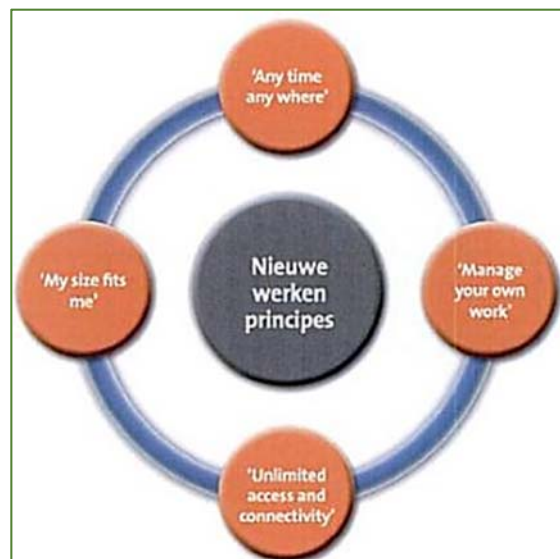 'Any time
any where'
'My size fits
me'
Nieuwe
werken
principes
'Manage
your own
work'
'Unlimited
access and
connectivity'